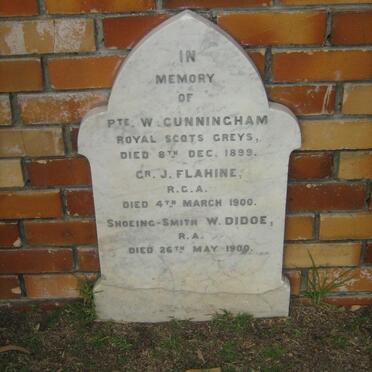 IN
MEMORY
OF
PTE. W. CUNNINGHAM
ROYAL SCOTS GREYS,
DIED 8TH DEC. 1899.
GR. J. FLAHINE,
R.G.A.
DIED 4TH MARCH 1900.
SHOEING-SMITH W. DIDOE,
R.A.
DIED 26TH MAY 1900.